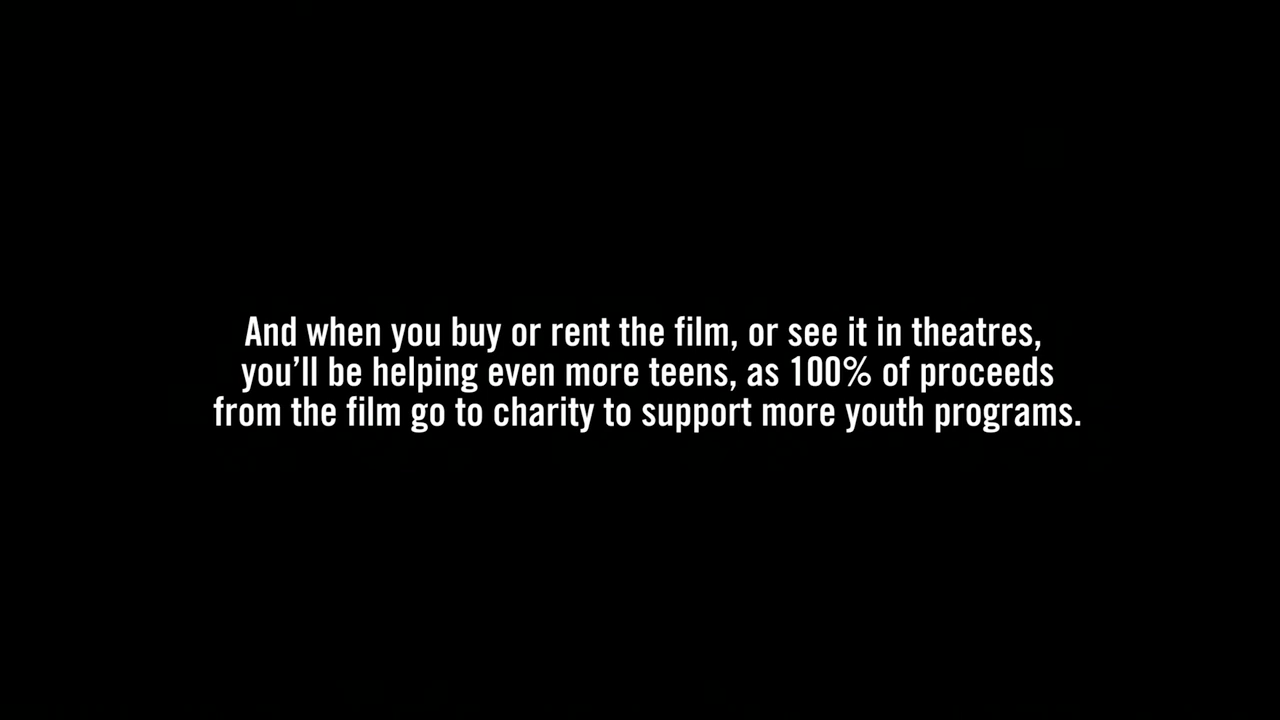 And when you buy or rent the film, or see it in theatres,
you’ll be helping even more teens, as 100% of proceeds
from the film go to charity to support more youth programs.